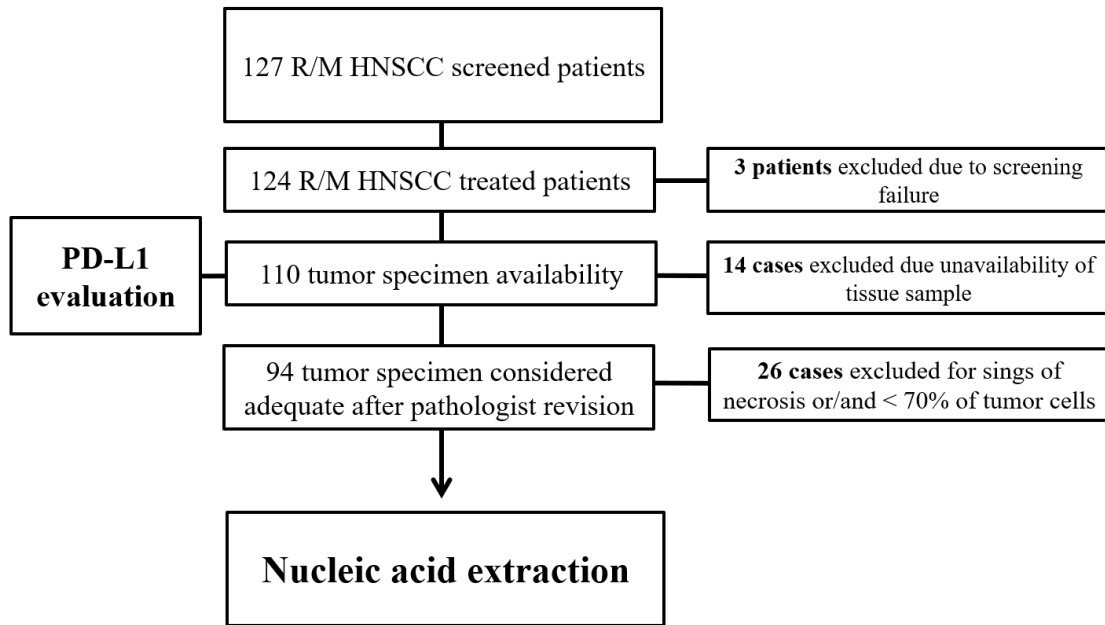 127 R/M HNSCC screened patients
124 R/M HNSCC treated patients
3 patients excluded due to screening
failure
PD-L1
evaluation
110 tumor specimen availability
14 cases excluded due unavailability of
tissue sample
94 tumor specimen considered
adequate after pathologist revision
26 cases excluded for sings of
necrosis or/and < 70% of tumor cells
Nucleic acid extraction